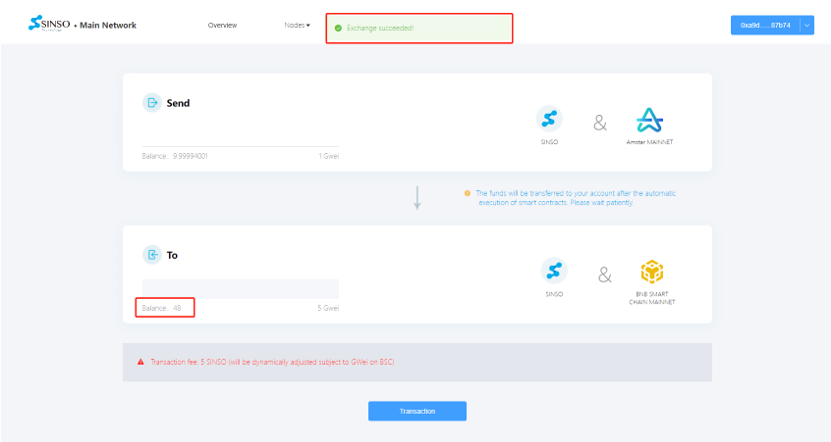 SINSO • Main Network
Overview
Nodes ▾
Exchange succeeded!
0xa9d......87b74
Send
Balance: 9.99994001
1 Gwei
SINSO
&
Amster MAINNET
The funds will be transferred to your account after the automatic
execution of smart contracts. Please wait patiently.
To
Balance: 48
5 Gwei
SINSO
&
BNB SMART
CHAIN MAINNET
Transaction fee: 5 SINSO (will be dynamically adjusted subject to GWei on BSC)
Transaction